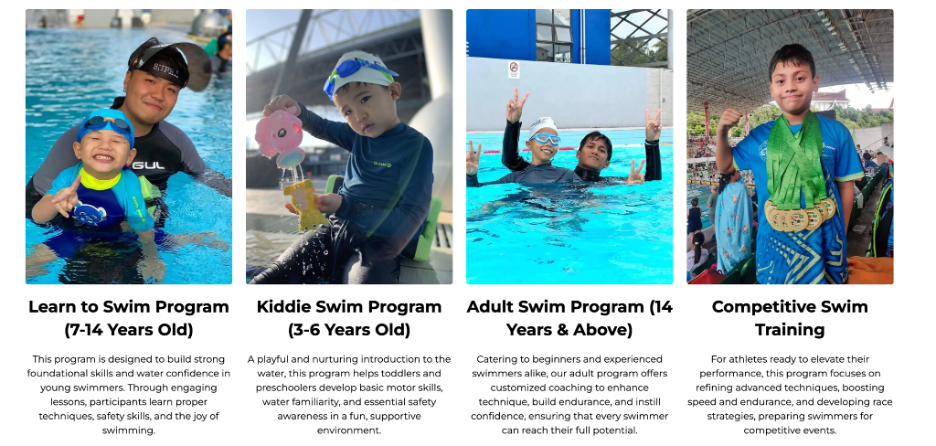 GUL
Learn to Swim Program
(7-14 Years Old)
This program is designed to build strong
foundational skills and water confidence in
young swimmers. Through engaging
lessons, participants learn proper
techniques, safety skills, and the joy of
swimming.
Kiddie Swim Program
(3-6 Years Old)
A playful and nurturing introduction to the
water, this program helps toddlers and
preschoolers develop basic motor skills,
water familiarity, and essential safety
awareness in a fun, supportive
environment.
Adult Swim Program (14
Years & Above)
Catering to beginners and experienced
swimmers alike, our adult program offers
customized coaching to enhance
technique, build endurance, and instill
confidence, ensuring that every swimmer
can reach their full potential.
Competitive Swim
Training
For athletes ready to elevate their
performance, this program focuses on
refining advanced techniques, boosting
speed and endurance, and developing race
strategies, preparing swimmers for
competitive events.